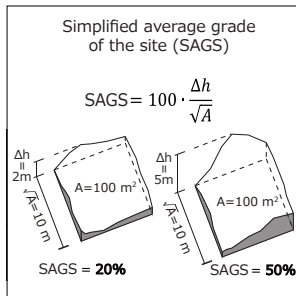 Simplified average grade
of the site (SAGS)
SAGS = 100 · Δh / √A
Δh
=
2m
√A=10 m
A=100 m²
SAGS = 20%
Δh
=
5m
√A=10 m
A=100 m²
SAGS = 50%